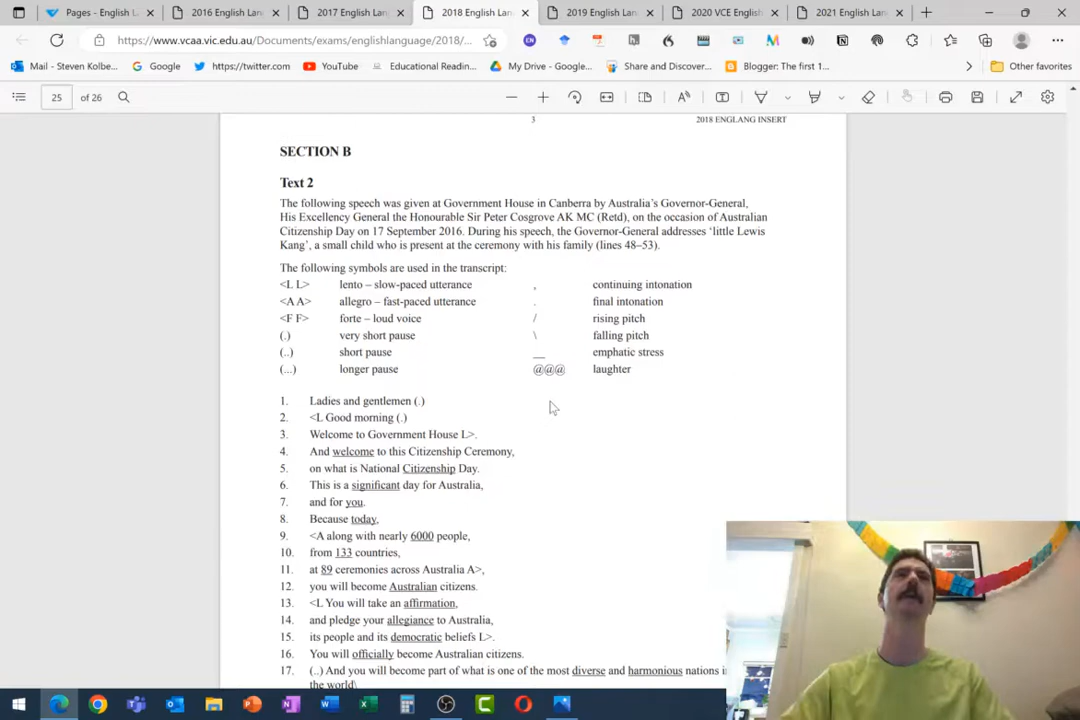 Pages - English L
2016 English Lan
2017 English Lan
2018 English Lan
2019 English Lan
2020 VCE English
2021 English Lan
https://www.vcaa.vic.edu.au/Documents/exams/englishlanguage/2018/...
Mail - Steven Kolbe...
Google
https://twitter.com
YouTube
Educational Readin...
My Drive - Google...
Share and Discover...
Blogger: The first 1...
Other favorites
25 of 26
3 2018 ENGLANG INSERT
SECTION B
Text 2
The following speech was given at Government House in Canberra by Australia's Governor-General,
His Excellency General the Honourable Sir Peter Cosgrove AK MC (Retd), on the occasion of Australian
Citizenship Day on 17 September 2016. During his speech, the Governor-General addresses 'little Lewis
Kang', a small child who is present at the ceremony with his family (lines 48–53).
The following symbols are used in the transcript:
<L L> lento – slow-paced utterance , continuing intonation
<A A> allegro – fast-paced utterance . final intonation
<F F> forte – loud voice / rising pitch
(.) very short pause \ falling pitch
(..) short pause __ emphatic stress
(...) longer pause @@@ laughter
1. Ladies and gentlemen (.)
2. <L Good morning (.)
3. Welcome to Government House L>.
4. And welcome to this Citizenship Ceremony,
5. on what is National Citizenship Day.
6. This is a significant day for Australia,
7. and for you.
8. Because today,
9. <A along with nearly 6000 people,
10. from 133 countries,
11. at 89 ceremonies across Australia A>,
12. you will become Australian citizens.
13. <L You will take an affirmation,
14. and pledge your allegiance to Australia,
15. its people and its democratic beliefs L>.
16. You will officially become Australian citizens.
17. (..) And you will become part of what is one of the most diverse and harmonious nations i
the world\